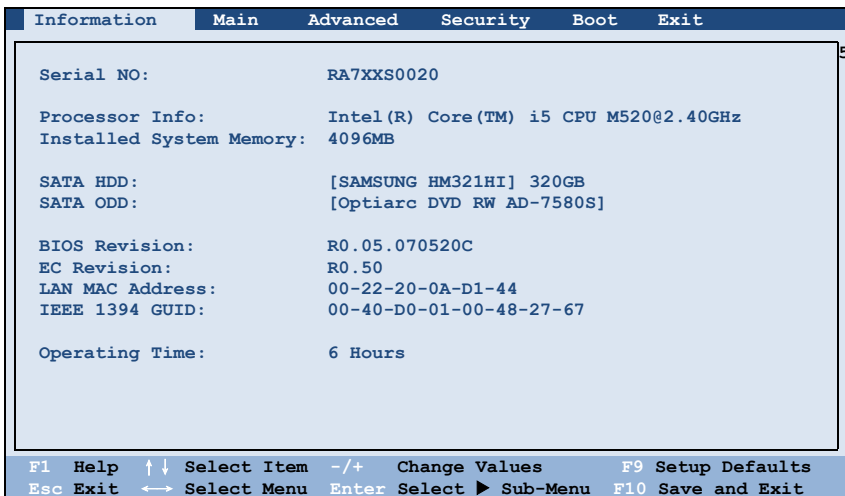 Information Main Advanced Security Boot Exit
5
Serial NO: RA7XXS0020
Processor Info: Intel(R) Core(TM) i5 CPU M520@2.40GHz
Installed System Memory: 4096MB
SATA HDD: [SAMSUNG HM321HI] 320GB
SATA ODD: [Optiarc DVD RW AD-7580S]
BIOS Revision: R0.05.070520C
EC Revision: R0.50
LAN MAC Address: 00-22-20-0A-D1-44
IEEE 1394 GUID: 00-40-D0-01-00-48-27-67
Operating Time: 6 Hours
F1 Help ↑↓ Select Item -/+ Change Values F9 Setup Defaults
Esc Exit ←→ Select Menu Enter Select ▶ Sub-Menu F10 Save and Exit